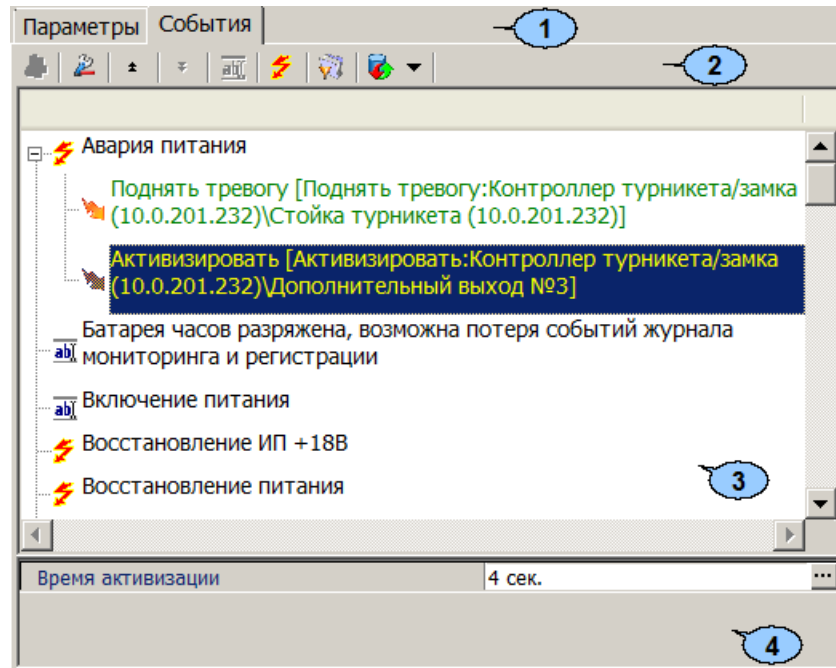 Параметры События
1
2
abc
Авария питания
Поднять тревогу [Поднять тревогу:Контроллер турникета/замка
(10.0.201.232)\Стойка турникета (10.0.201.232)]
Активизировать [Активизировать:Контроллер турникета/замка
(10.0.201.232)\Дополнительный выход №3]
Батарея часов разряжена, возможна потеря событий журнала
мониторинга и регистрации
Включение питания
Восстановление ИП +18В
Восстановление питания
3
Время активизации 4 сек. ...
4